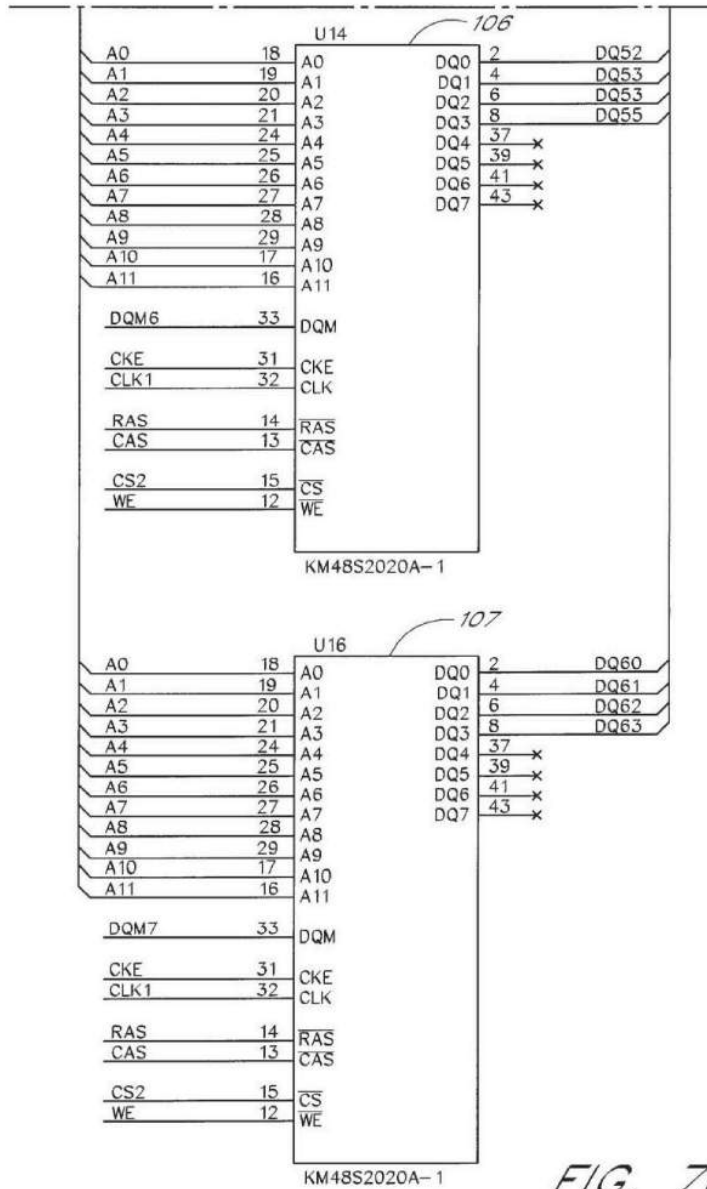 106
U14
A0 18 A0 DQ0 2 DQ52
A1 19 A1 DQ1 4 DQ53
A2 20 A2 DQ2 6 DQ53
A3 21 A3 DQ3 8 DQ55
A4 24 A4 DQ4 37 x
A5 25 A5 DQ5 39 x
A6 26 A6 DQ6 41 x
A7 27 A7 DQ7 43 x
A8 28 A8
A9 29 A9
A10 17 A10
A11 16 A11
DQM6 33 DQM
CKE 31 CKE
CLK1 32 CLK
RAS 14 RAS
CAS 13 CAS
CS2 15 CS
WE 12 WE
KM48S2020A-1
107
U16
A0 18 A0 DQ0 2 DQ60
A1 19 A1 DQ1 4 DQ61
A2 20 A2 DQ2 6 DQ62
A3 21 A3 DQ3 8 DQ63
A4 24 A4 DQ4 37 x
A5 25 A5 DQ5 39 x
A6 26 A6 DQ6 41 x
A7 27 A7 DQ7 43 x
A8 28 A8
A9 29 A9
A10 17 A10
A11 16 A11
DQM7 33 DQM
CKE 31 CKE
CLK1 32 CLK
RAS 14 RAS
CAS 13 CAS
CS2 15 CS
WE 12 WE
KM48S2020A-1
FIG.